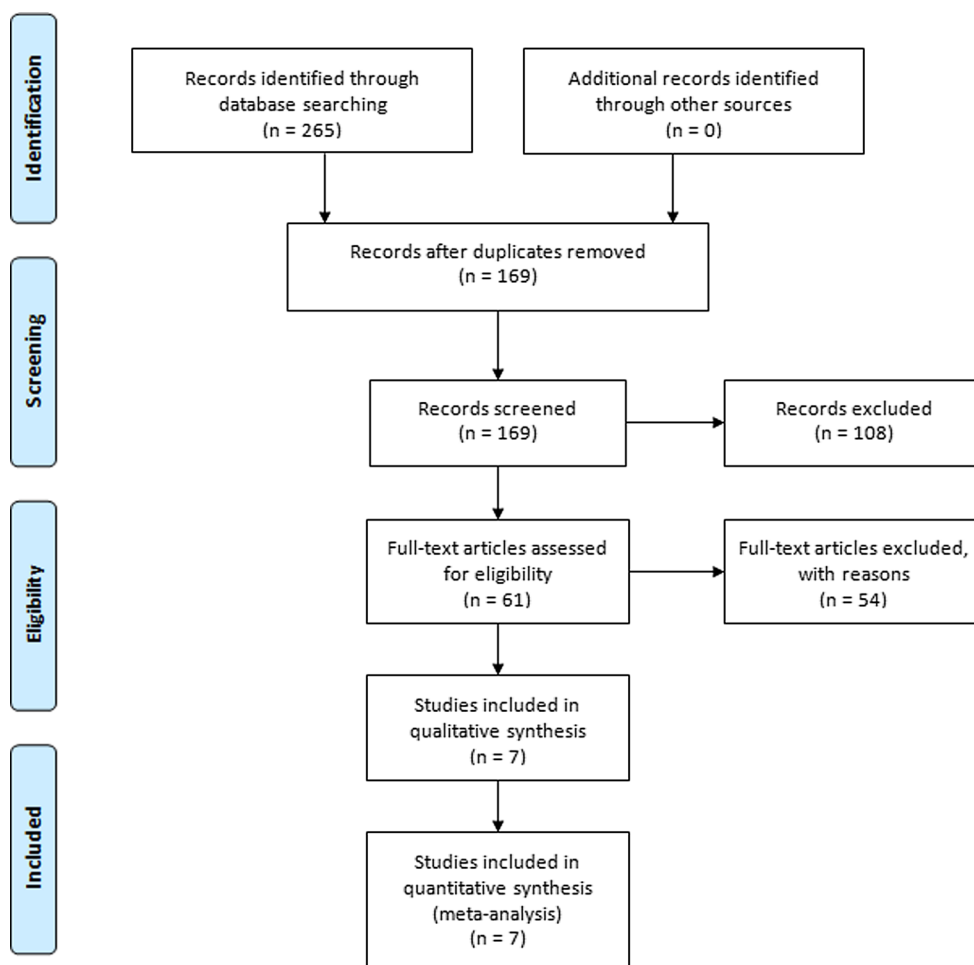 Identification
Records identified through
database searching
(n = 265)
Additional records identified
through other sources
(n = 0)
Records after duplicates removed
(n = 169)
Screening
Records screened
(n = 169)
Records excluded
(n = 108)
Eligibility
Full-text articles assessed
for eligibility
(n = 61)
Full-text articles excluded,
with reasons
(n = 54)
Studies included in
qualitative synthesis
(n = 7)
Included
Studies included in
quantitative synthesis
(meta-analysis)
(n = 7)